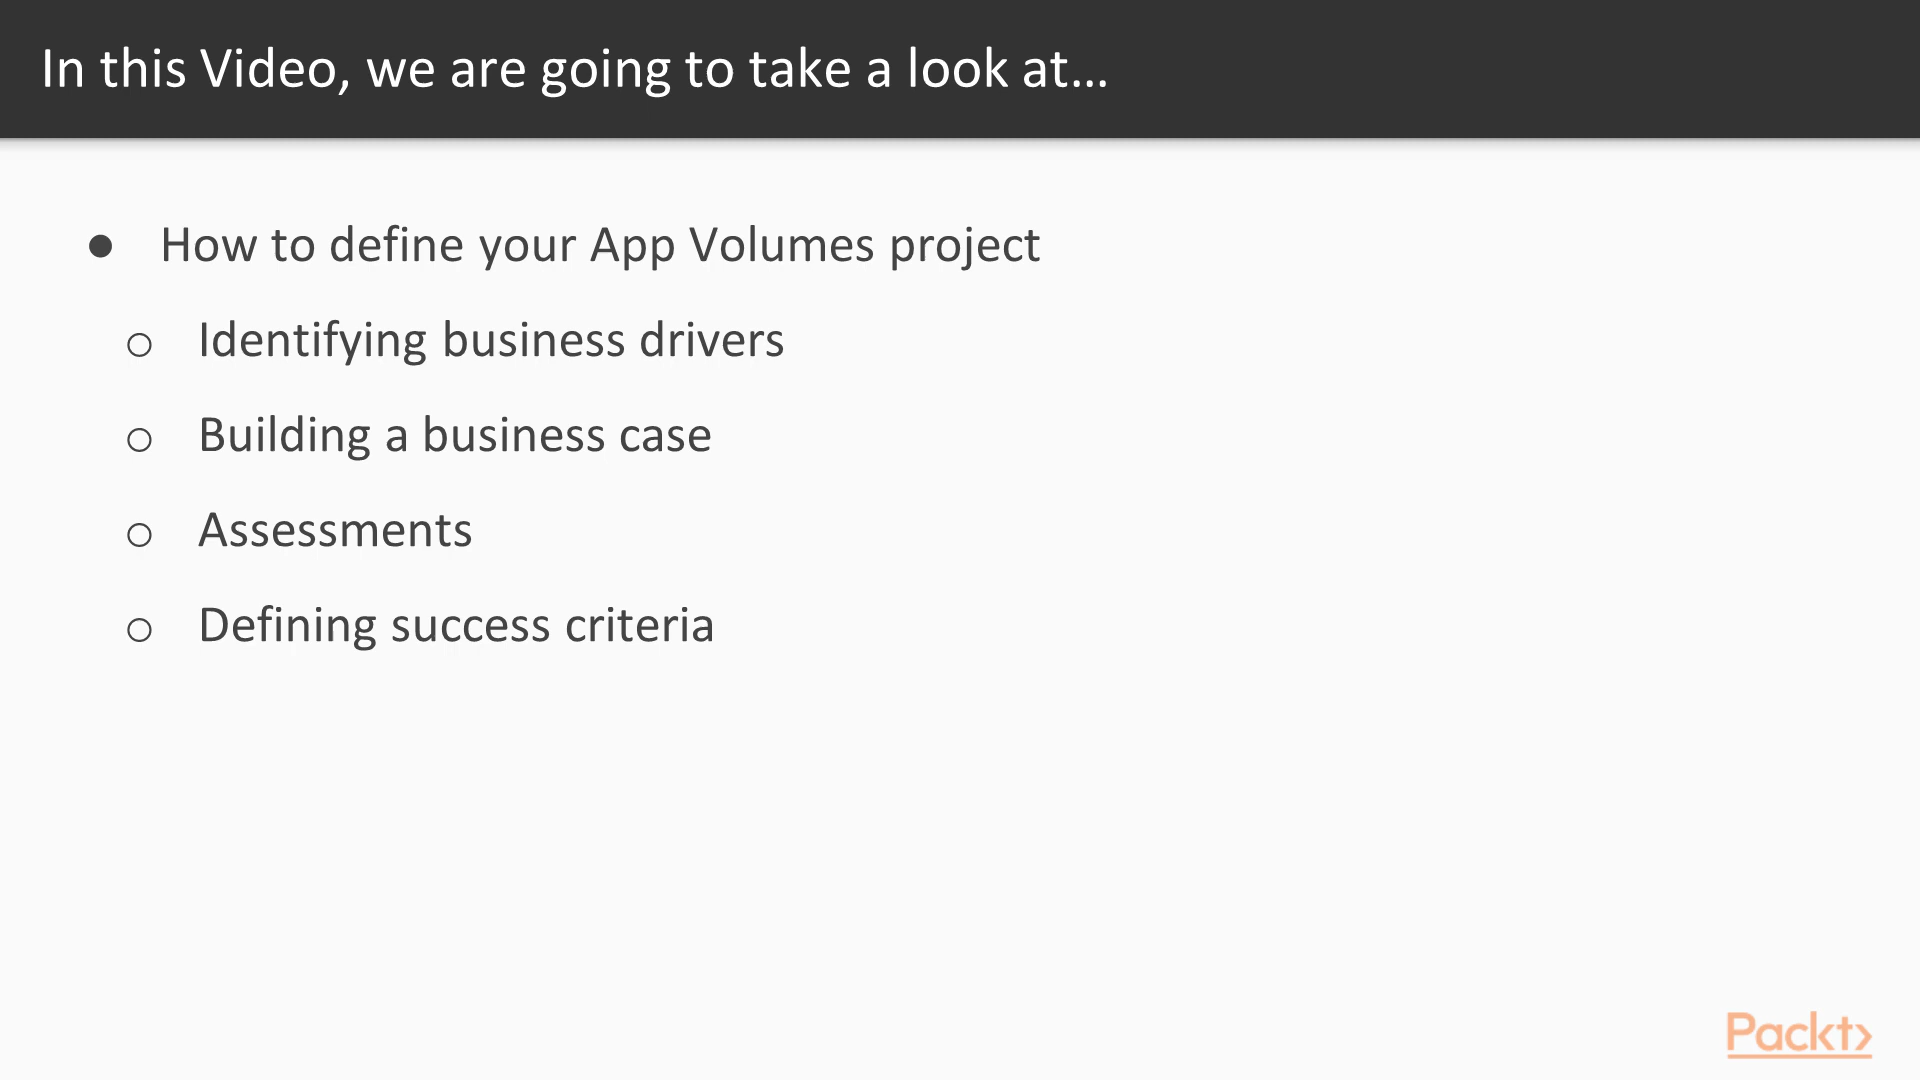 In this Video, we are going to take a look at...
● How to define your App Volumes project
○ Identifying business drivers
○ Building a business case
○ Assessments
○ Defining success criteria
Packt>